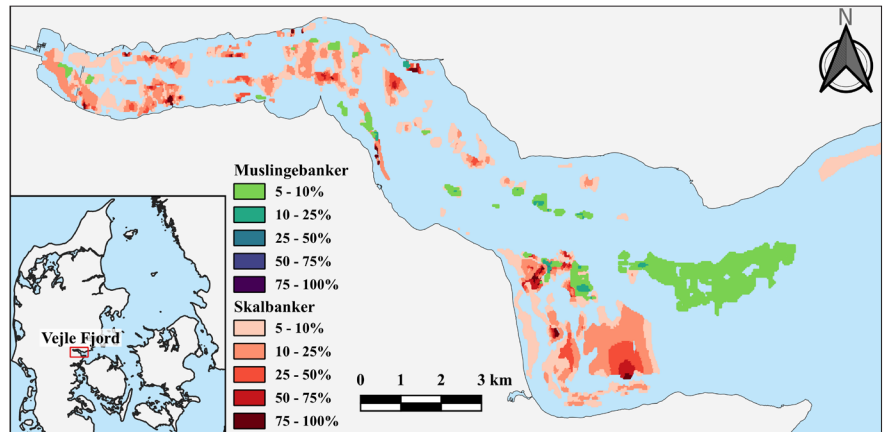 N
Muslingebanker
5 - 10%
10 - 25%
25 - 50%
50 - 75%
75 - 100%
Skalbanker
5 - 10%
10 - 25%
25 - 50%
50 - 75%
75 - 100%
Vejle Fjord
0 1 2 3 km